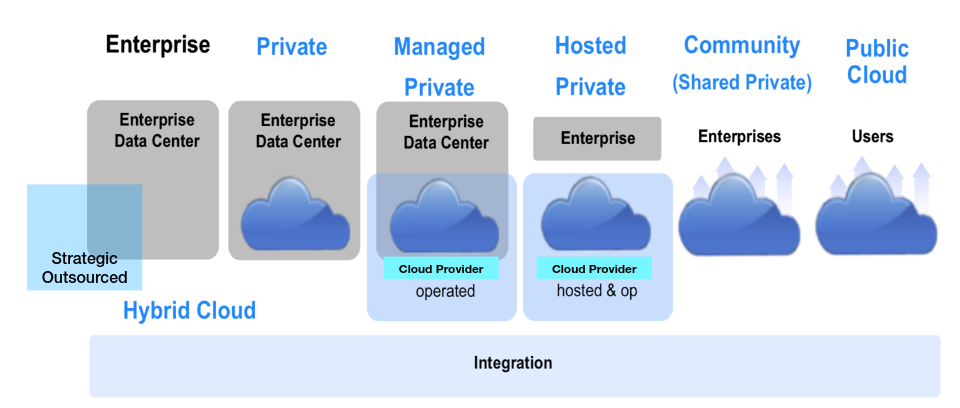 Enterprise
Private
Managed
Private
Hosted
Private
Community
(Shared Private)
Public
Cloud
Enterprise
Data Center
Enterprise
Data Center
Enterprise
Data Center
Enterprise
Enterprises
Users
Strategic
Outsourced
Cloud Provider
operated
Cloud Provider
hosted & op
Hybrid Cloud
Integration